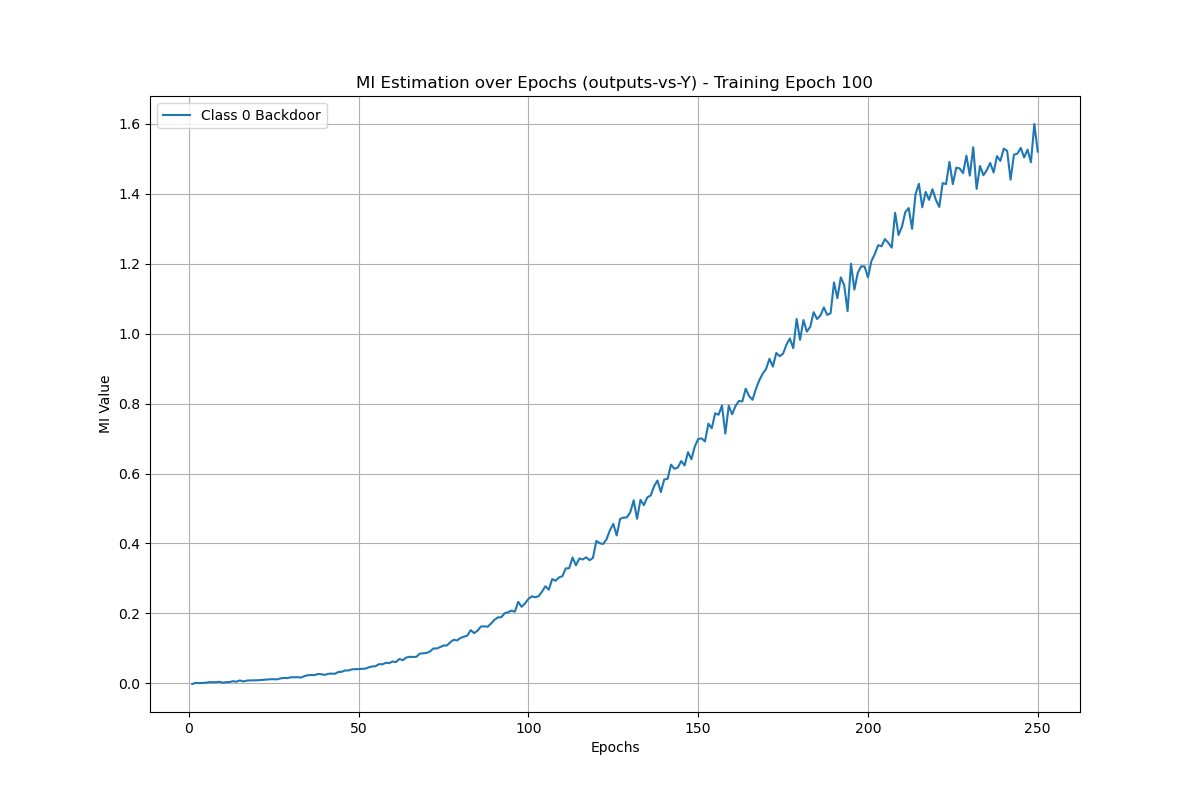 MI Estimation over Epochs (outputs-vs-Y) - Training Epoch 100
Class 0 Backdoor
1.6
1.4
1.2
1.0
0.8
0.6
0.4
0.2
0.0
MI Value
0 50 100 150 200 250
Epochs